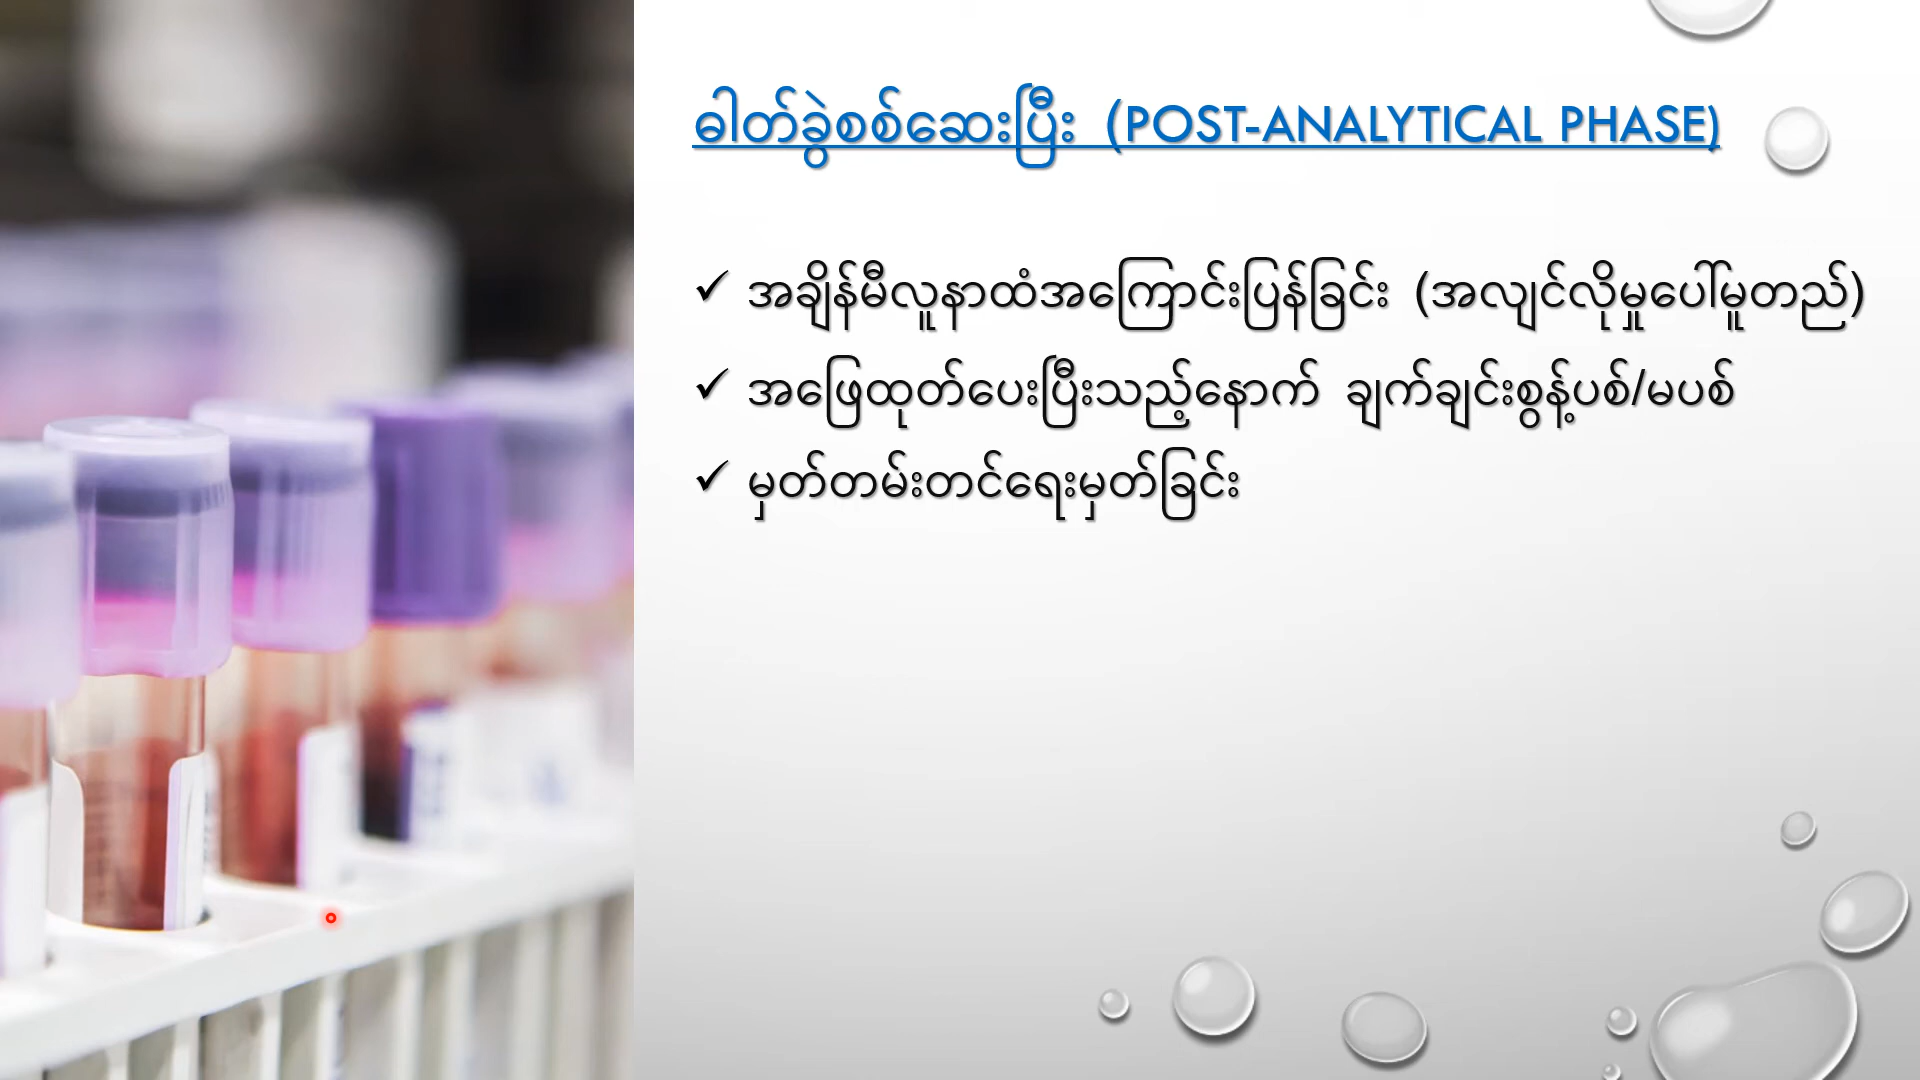 ဓါတ်ခွဲစစ်ဆေးပြီး (POST-ANALYTICAL PHASE)
အချိန်မီလူနာထံအကြောင်းပြန်ခြင်း (အလျင်လိုမှုပေါ်မူတည်)
အဖြေထုတ်ပေးပြီးသည့်နောက် ချက်ချင်းစွန့်ပစ်/မပစ်
မှတ်တမ်းတင်ရေးမှတ်ခြင်း